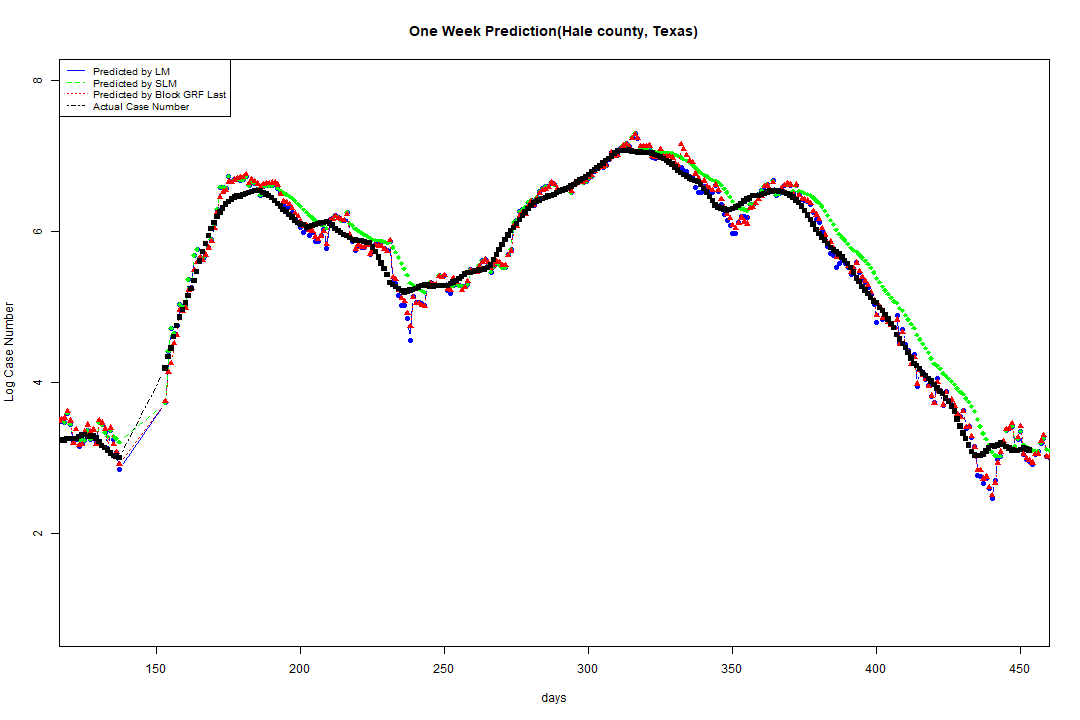 One Week Prediction(Hale county, Texas)
Predicted by LM
Predicted by SLM
Predicted by Block GRF Last
Actual Case Number
8
6
4
2
Log Case Number
150 200 250 300 350 400 450
days